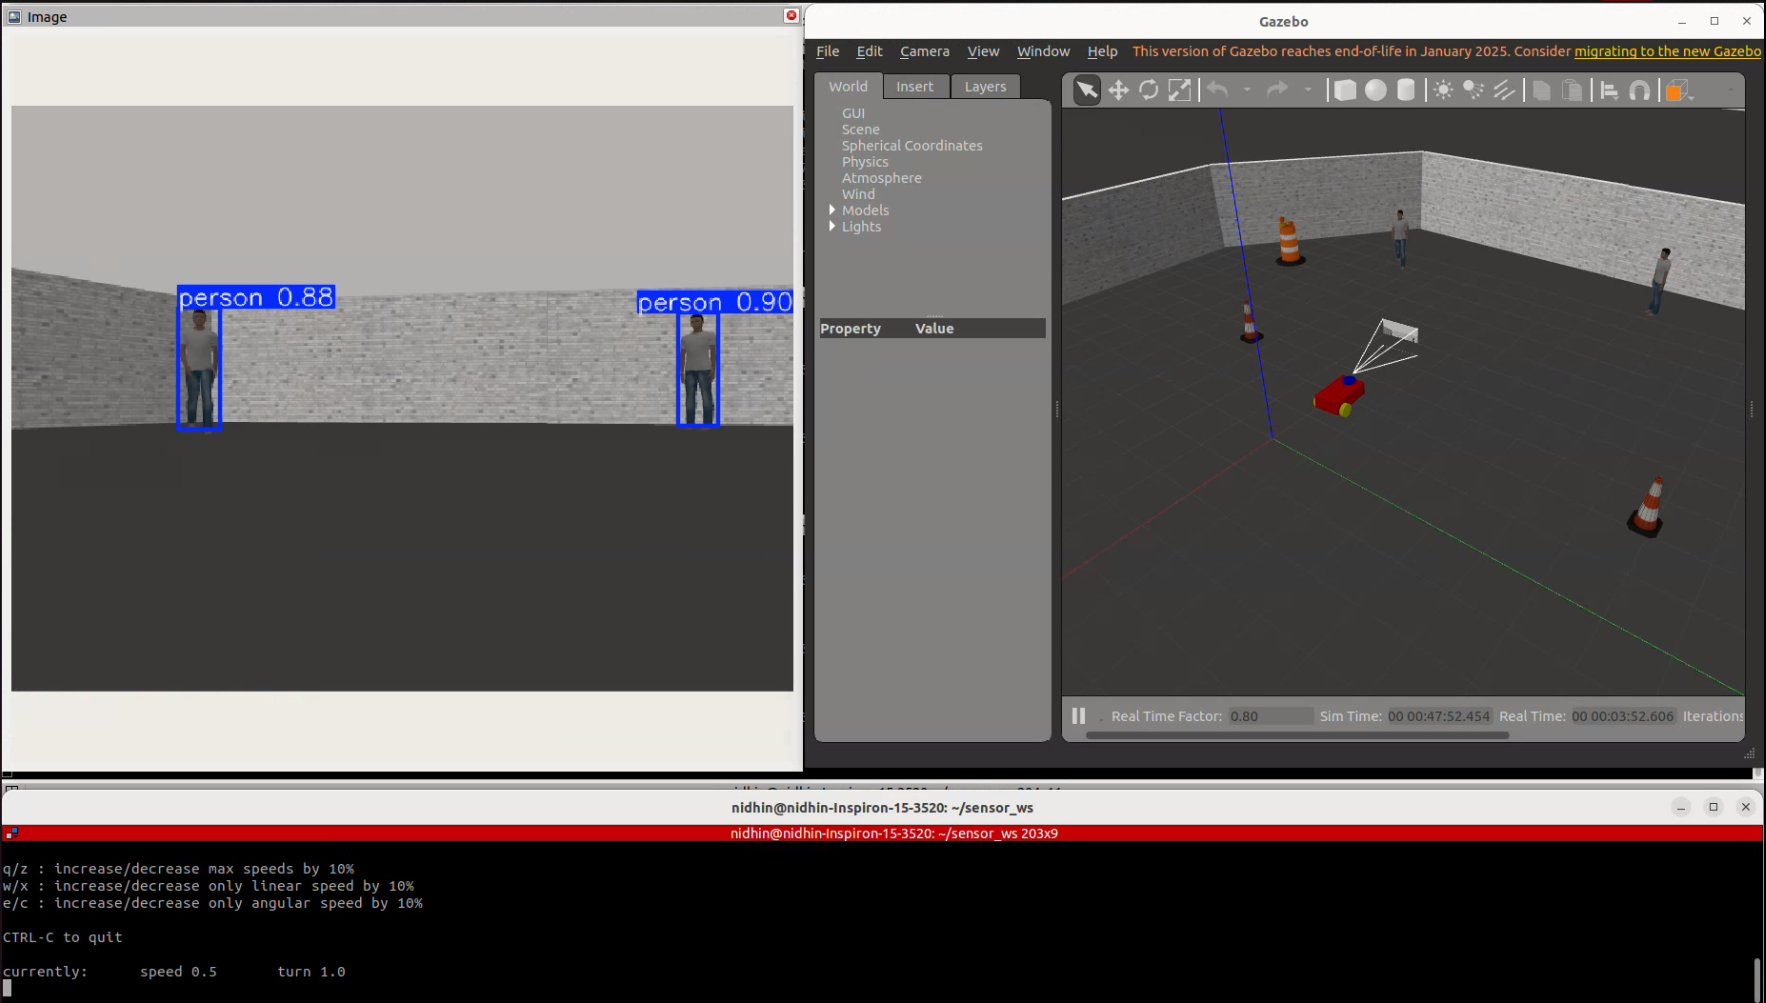 Image
person 0.88
person 0.90
Gazebo
File Edit Camera View Window Help This version of Gazebo reaches end-of-life in January 2025. Consider migrating to the new Gazebo
World Insert Layers
GUI
Scene
Spherical Coordinates
Physics
Atmosphere
Wind
Models
Lights
Property Value
Real Time Factor: 0.80 Sim Time: 00 00:47:52.454 Real Time: 00 00:03:52.606 Iterations
nidhin@nidhin-Inspiron-15-3520: ~/sensor_ws
nidhin@nidhin-Inspiron-15-3520: ~/sensor_ws 203x9
q/z : increase/decrease max speeds by 10%
w/x : increase/decrease only linear speed by 10%
e/c : increase/decrease only angular speed by 10%
CTRL-C to quit
currently: speed 0.5 turn 1.0